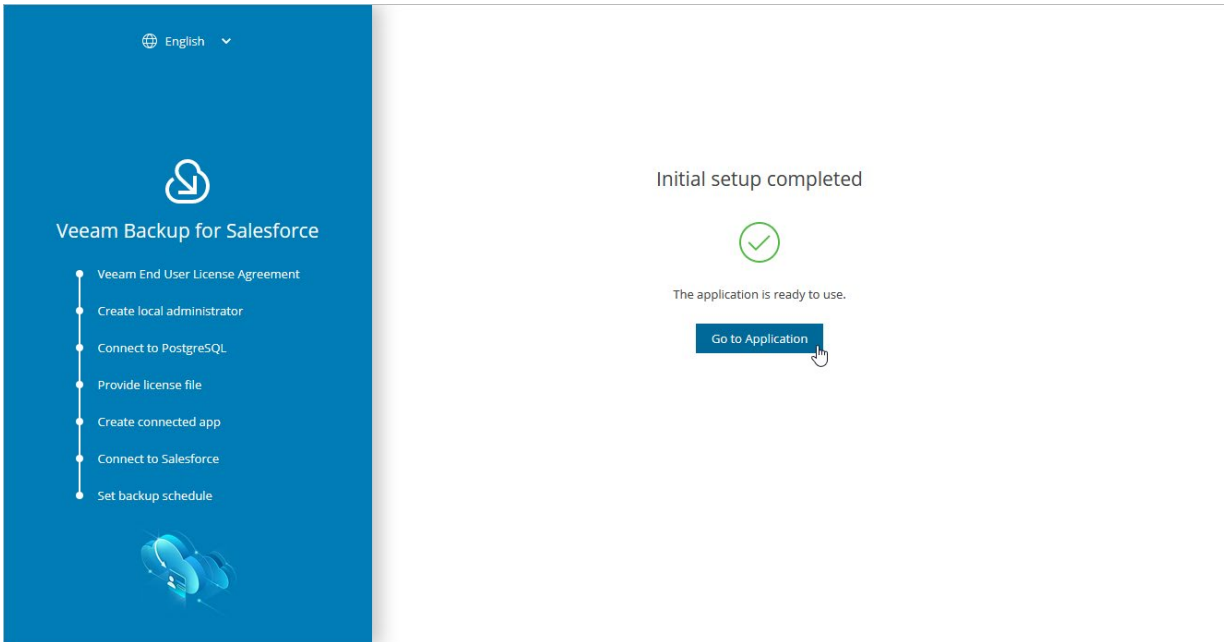 English
Veeam Backup for Salesforce
Veeam End User License Agreement
Create local administrator
Connect to PostgreSQL
Provide license file
Create connected app
Connect to Salesforce
Set backup schedule
Initial setup completed
The application is ready to use.
Go to Application